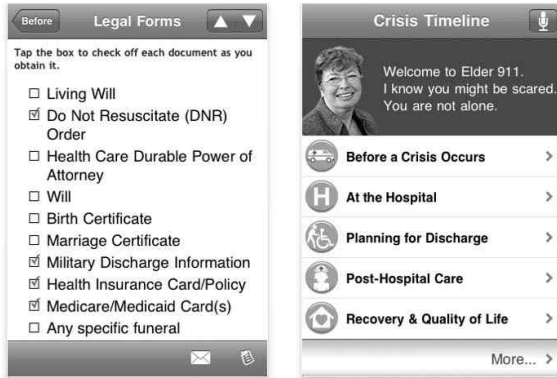 Before
Legal Forms
Tap the box to check off each document as you
obtain it.
Living Will
Do Not Resuscitate (DNR)
Order
Health Care Durable Power of
Attorney
Will
Birth Certificate
Marriage Certificate
Military Discharge Information
Health Insurance Card/Policy
Medicare/Medicaid Card(s)
Any specific funeral
Crisis Timeline
Welcome to Elder 911.
I know you might be scared.
You are not alone.
Before a Crisis Occurs
H At the Hospital
Planning for Discharge
Post-Hospital Care
Recovery & Quality of Life
More...